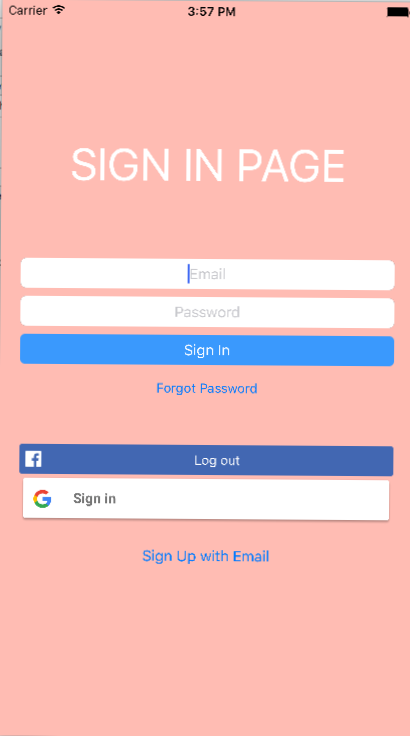 Carrier 3:57 PM
SIGN IN PAGE
Email
Password
Sign In
Forgot Password
Log out
Sign in
Sign Up with Email